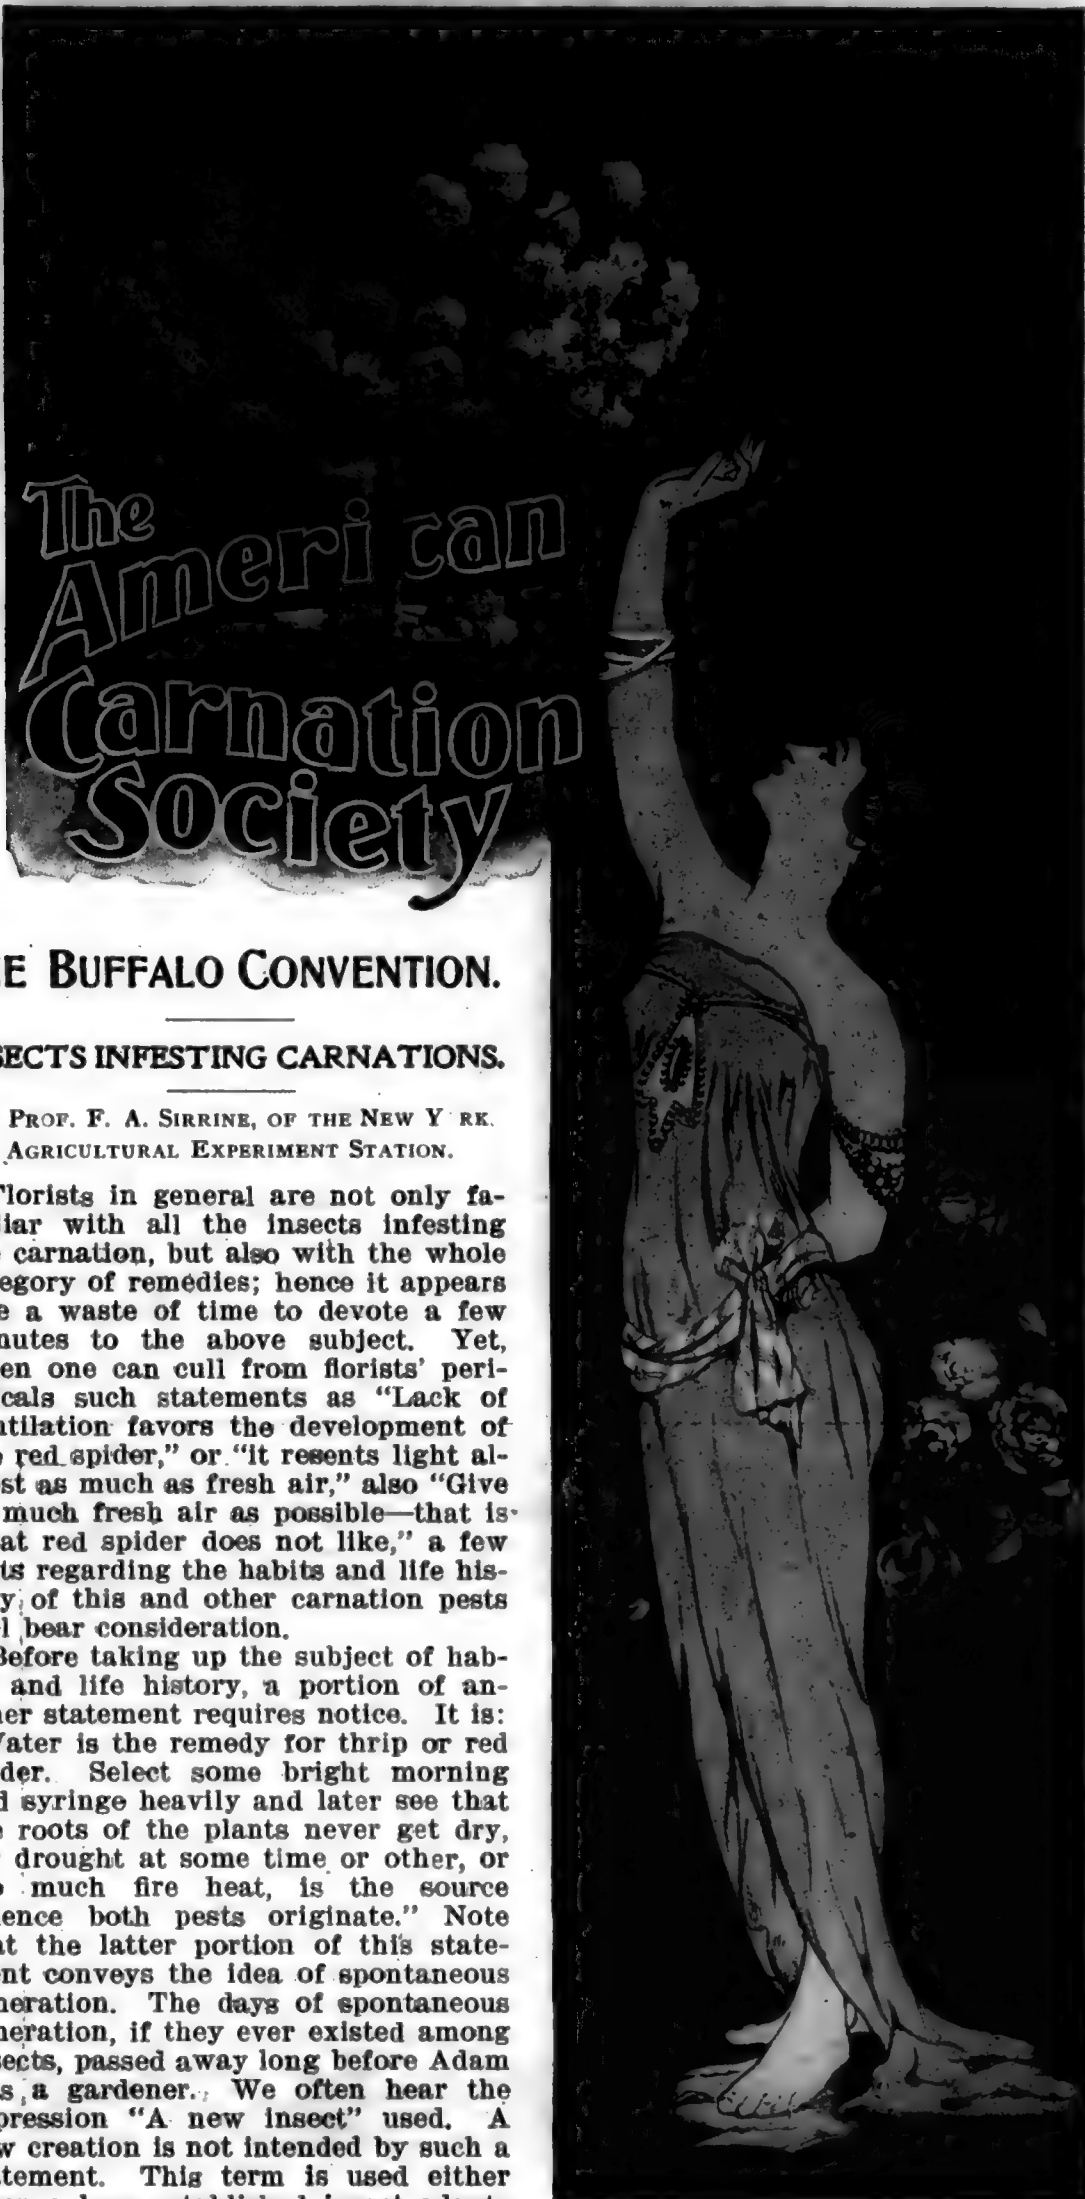 The
American
Carnation
Society
E BUFFALO CONVENTION.
SECTS INFESTING CARNATIONS.
PROF. F. A. SIRRINE, OF THE NEW Y RK.
AGRICULTURAL EXPERIMENT STATION.
lorists in general are not only fa-
liar with all the insects infesting
carnation, but also with the whole
egory of remedies; hence it appears
e a waste of time to devote a few
nutes to the above subject. Yet,
en one can cull from florists' peri-
cals such statements as "Lack of
ntilation favors the development of
red spider," or "it resents light al-
st as much as fresh air," also "Give
much fresh air as possible—that is
at red spider does not like," a few
ts regarding the habits and life his-
y of this and other carnation pests
l bear consideration.
Before taking up the subject of hab-
and life history, a portion of an-
er statement requires notice. It is:
ater is the remedy for thrip or red
der. Select some bright morning
d syringe heavily and later see that
e roots of the plants never get dry,
drought at some time or other, or
o much fire heat, is the source
ence both pests originate." Note
at the latter portion of this state-
ent conveys the idea of spontaneous
neration. The days of spontaneous
neration, if they ever existed among
sects, passed away long before Adam
s a gardener. We often hear the
pression "A new insect" used. A
w creation is not intended by such a
tement. This term is used either